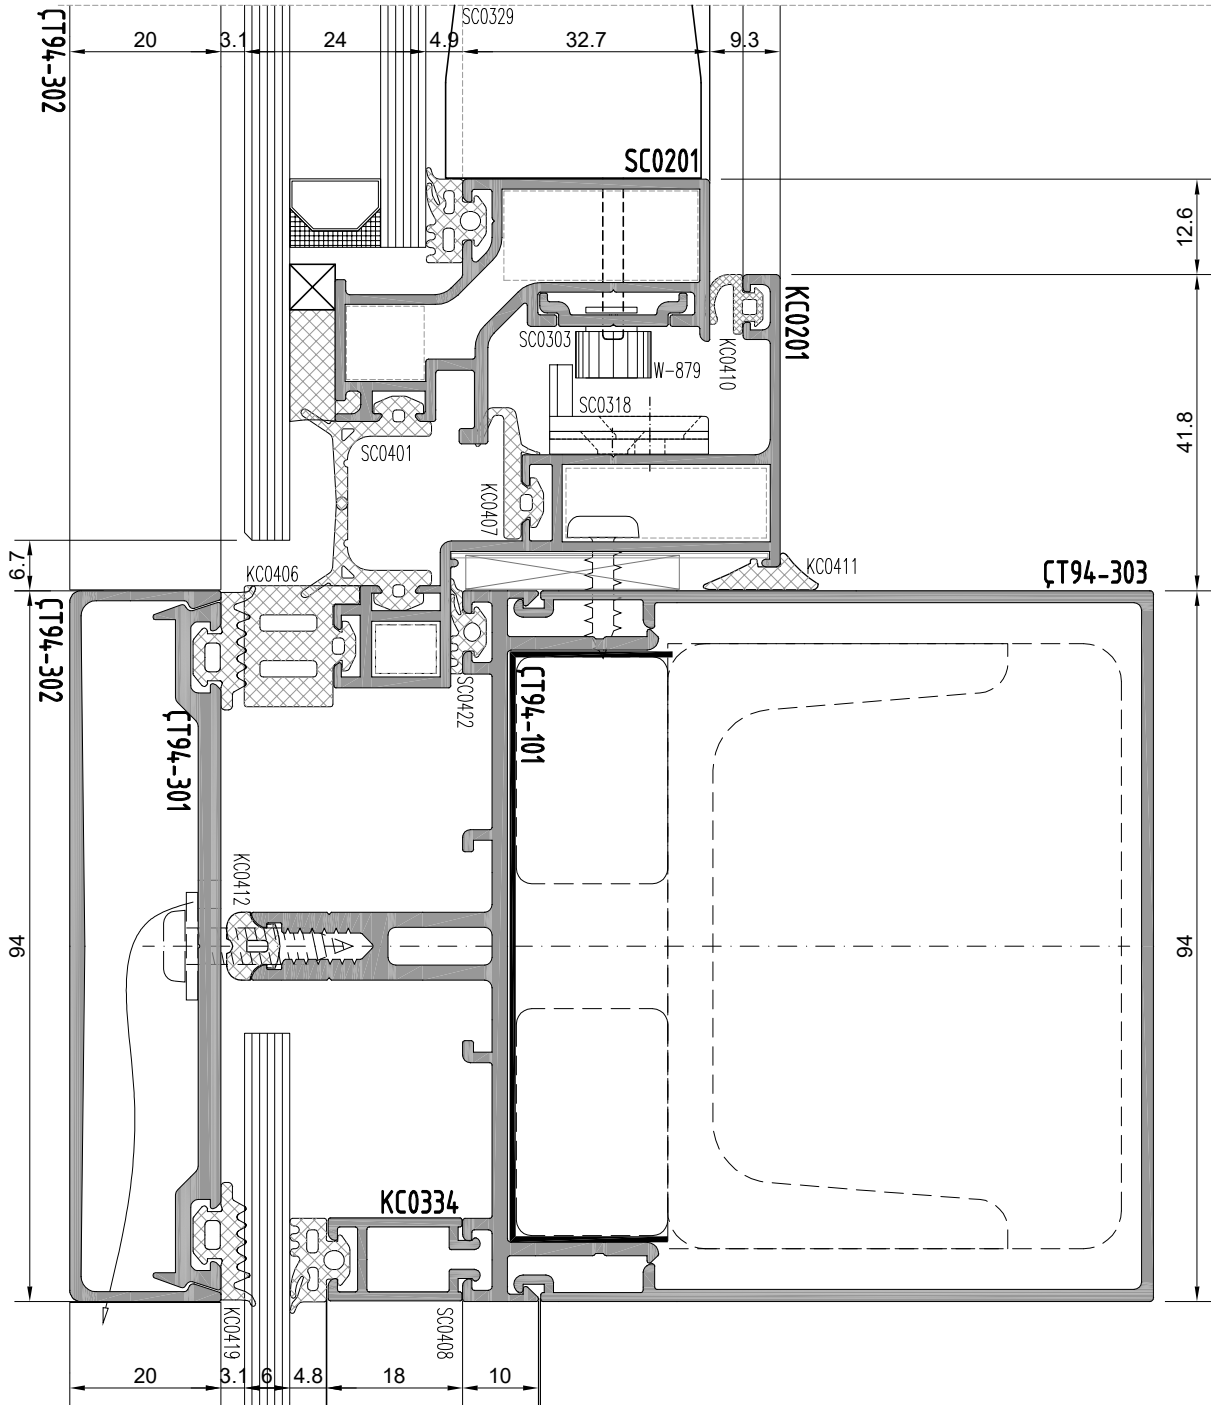 SC0329
20
3.1
24
4.9
32.7
9.3
ÇT94-302
SC0201
12.6
KC0201
SC0303
W-879
KC0410
SC0318
41.8
SC0401
KC0407
6.7
KC0406
KC0411
ÇT94-303
ÇT94-302
SC0422
ÇT94-101
ÇT94-301
KC0412
94
94
KC0334
KC0419
SC0408
20
3.1
6
4.8
18
10